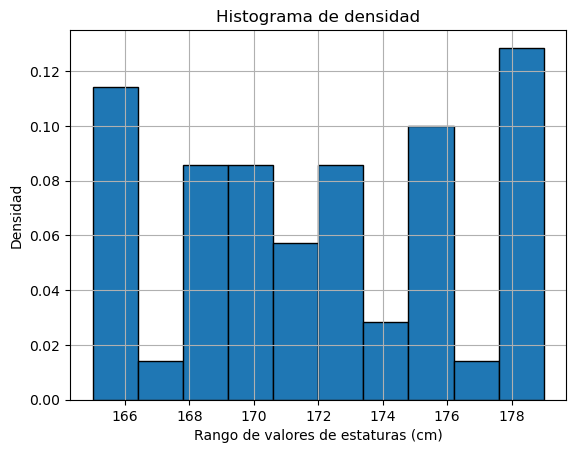 Histograma de densidad
Densidad
0.12
0.10
0.08
0.06
0.04
0.02
0.00
166 168 170 172 174 176 178
Rango de valores de estaturas (cm)